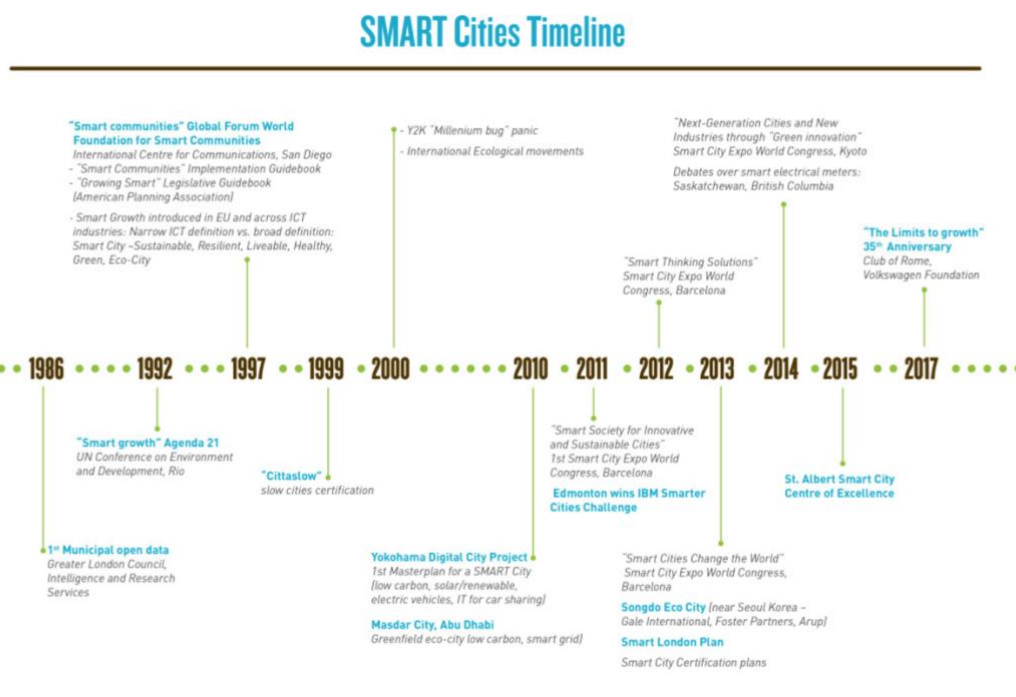 SMART Cities Timeline
“Smart communities” Global Forum World
Foundation for Smart Communities
International Centre for Communications, San Diego
- “Smart Communities” Implementation Guidebook
- “Growing Smart” Legislative Guidebook
(American Planning Association)
- Smart Growth introduced in EU and across ICT
industries: Narrow ICT definition vs. broad definition:
Smart City –Sustainable, Resilient, Liveable, Healthy,
Green, Eco-City
- Y2K “Millenium bug” panic
- International Ecological movements
“Smart Thinking Solutions”
Smart City Expo World
Congress, Barcelona
“Next-Generation Cities and New
Industries through “Green innovation”
Smart City Expo World Congress, Kyoto
Debates over smart electrical meters:
Saskatchewan, British Columbia
“The Limits to growth”
35th Anniversary
Club of Rome,
Volkswagen Foundation
1986 1992 1997 1999 2000 2010 2011 2012 2013 2014 2015 2017
1st Municipal open data
Greater London Council,
Intelligence and Research
Services
“Smart growth” Agenda 21
UN Conference on Environment
and Development, Rio
“Cittaslow”
slow cities certification
Yokohama Digital City Project
1st Masterplan for a SMART City
(low carbon, solar/renewable,
electric vehicles, IT for car sharing)
Masdar City, Abu Dhabi
Greenfield eco-city low carbon, smart grid)
“Smart Society for Innovative
and Sustainable Cities”
1st Smart City Expo World
Congress, Barcelona
Edmonton wins IBM Smarter
Cities Challenge
“Smart Cities Change the World”
Smart City Expo World Congress,
Barcelona
Songdo Eco City (near Seoul Korea –
Gale International, Foster Partners, Arup)
Smart London Plan
Smart City Certification plans
St. Albert Smart City
Centre of Excellence